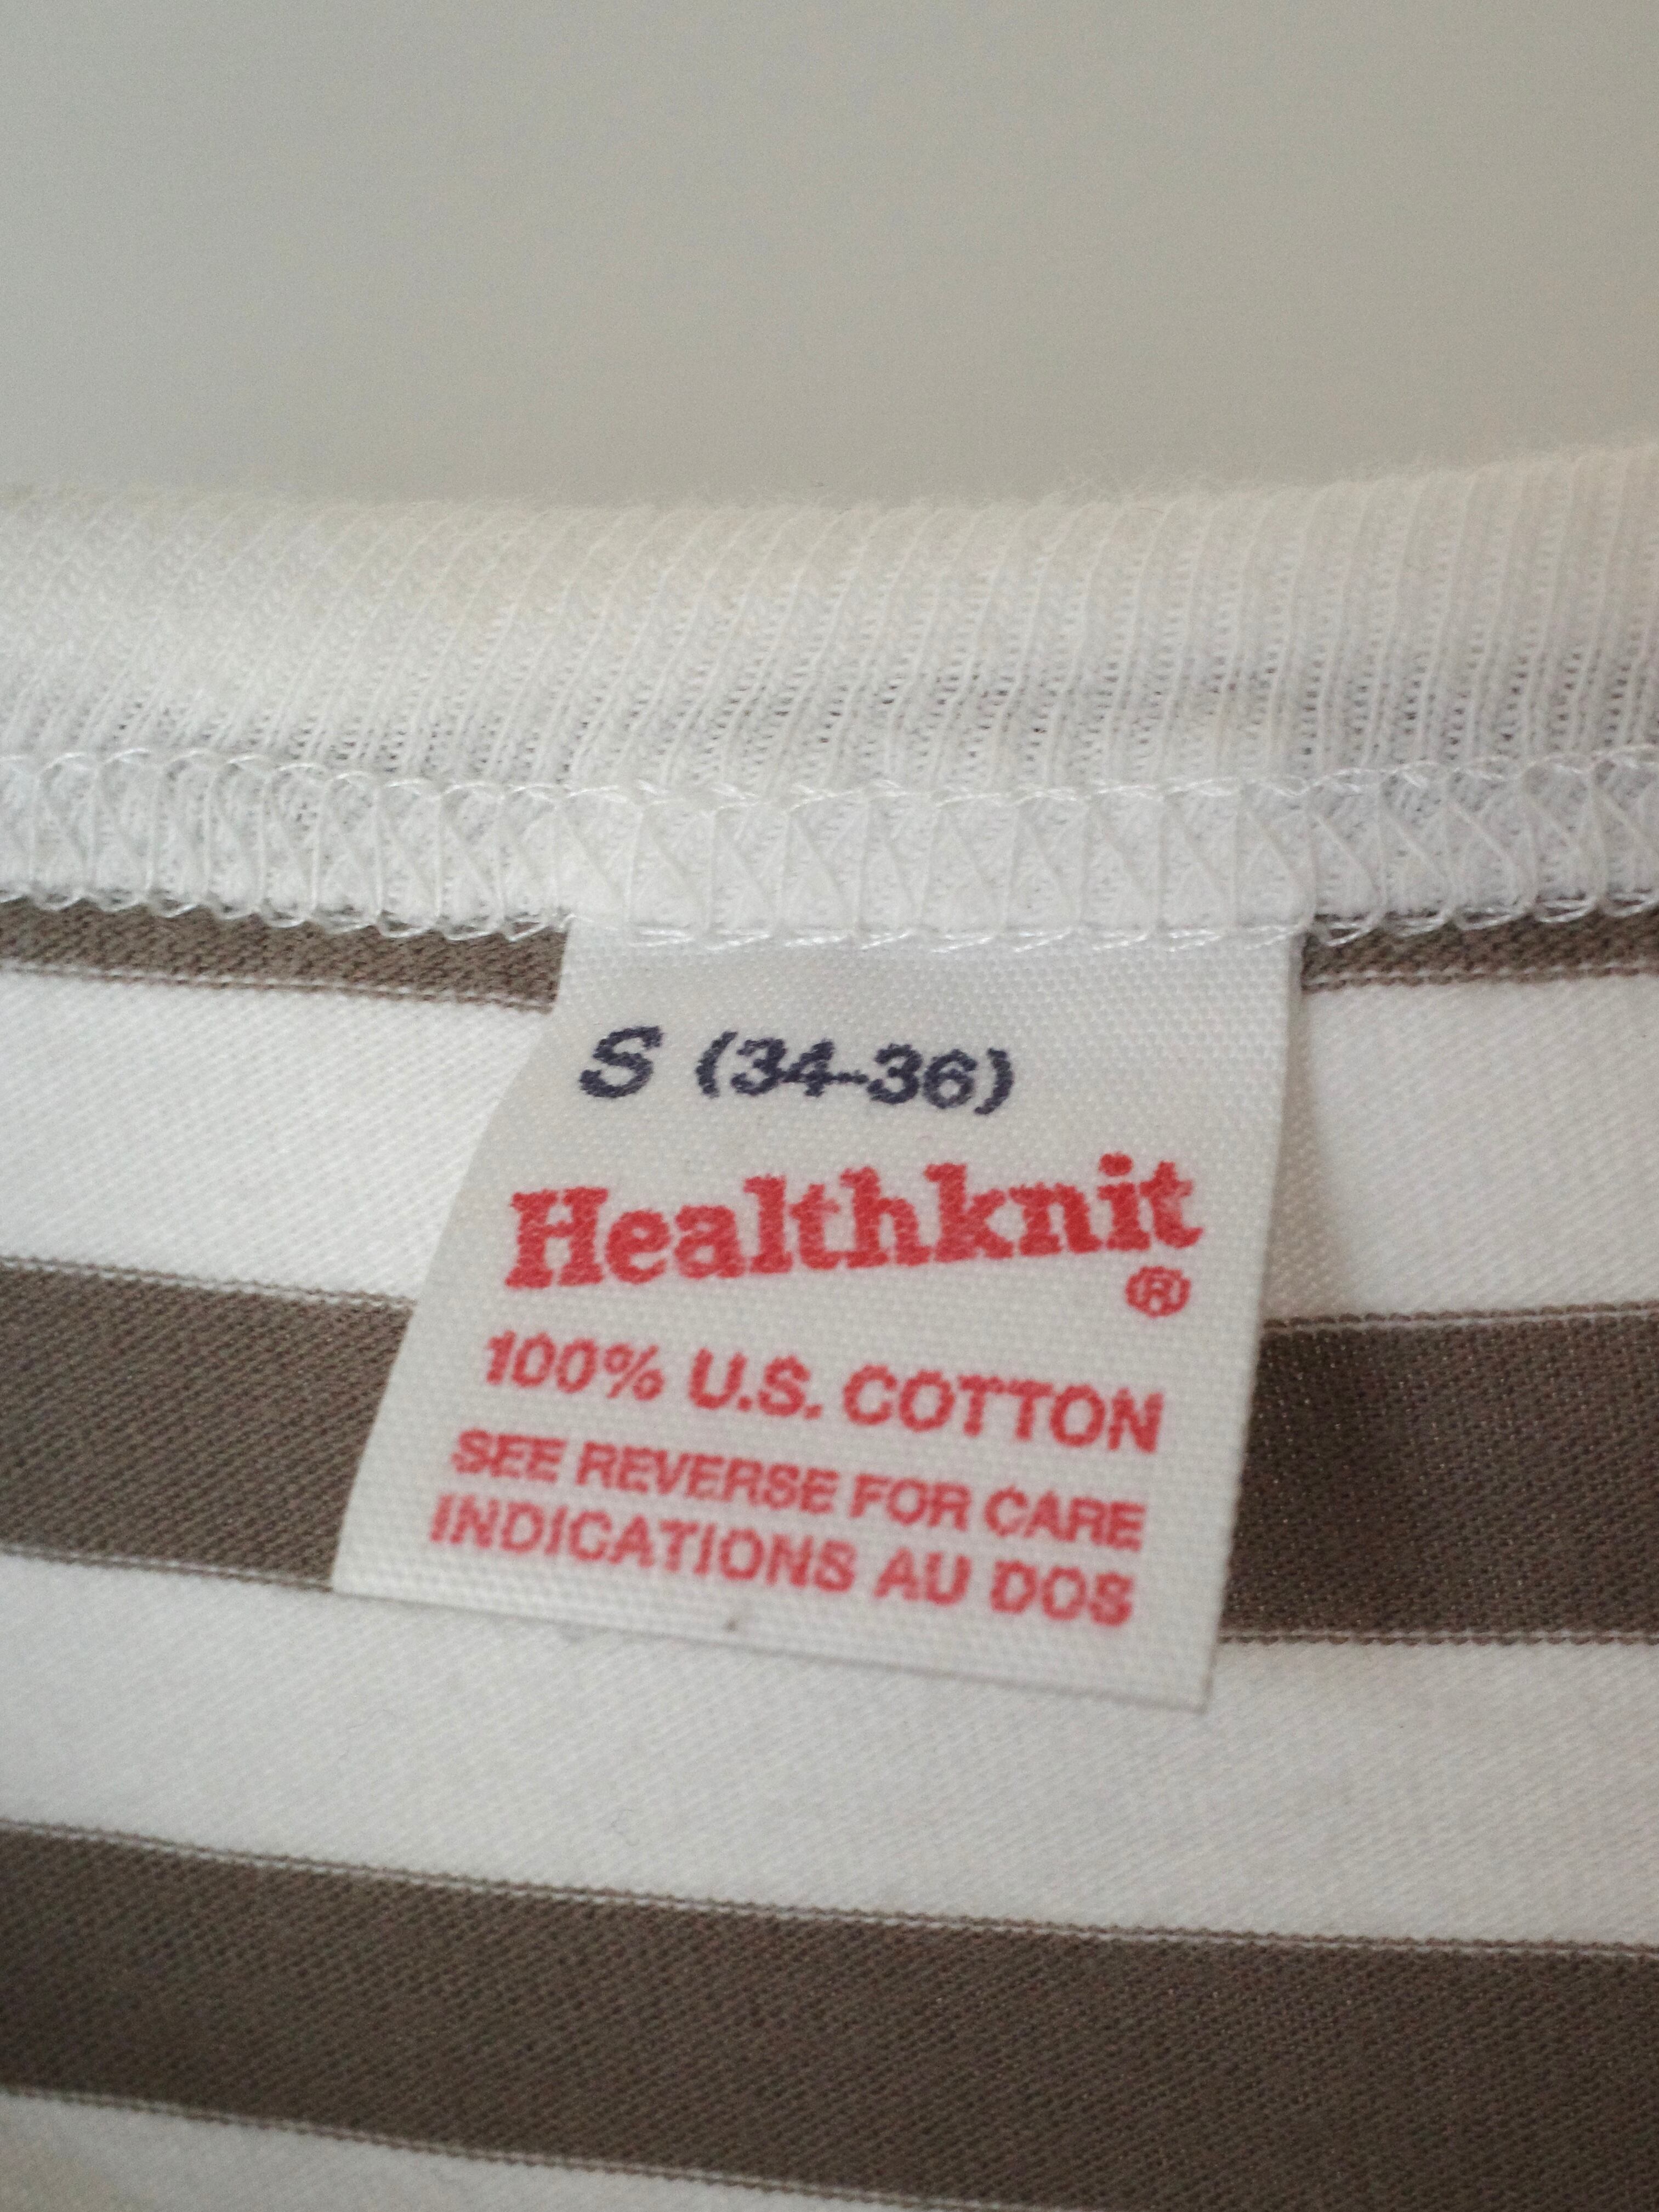 S (34-36)
Healthknit
®
100% U.S. COTTON
SEE REVERSE FOR CARE
INDICATIONS AU DOS